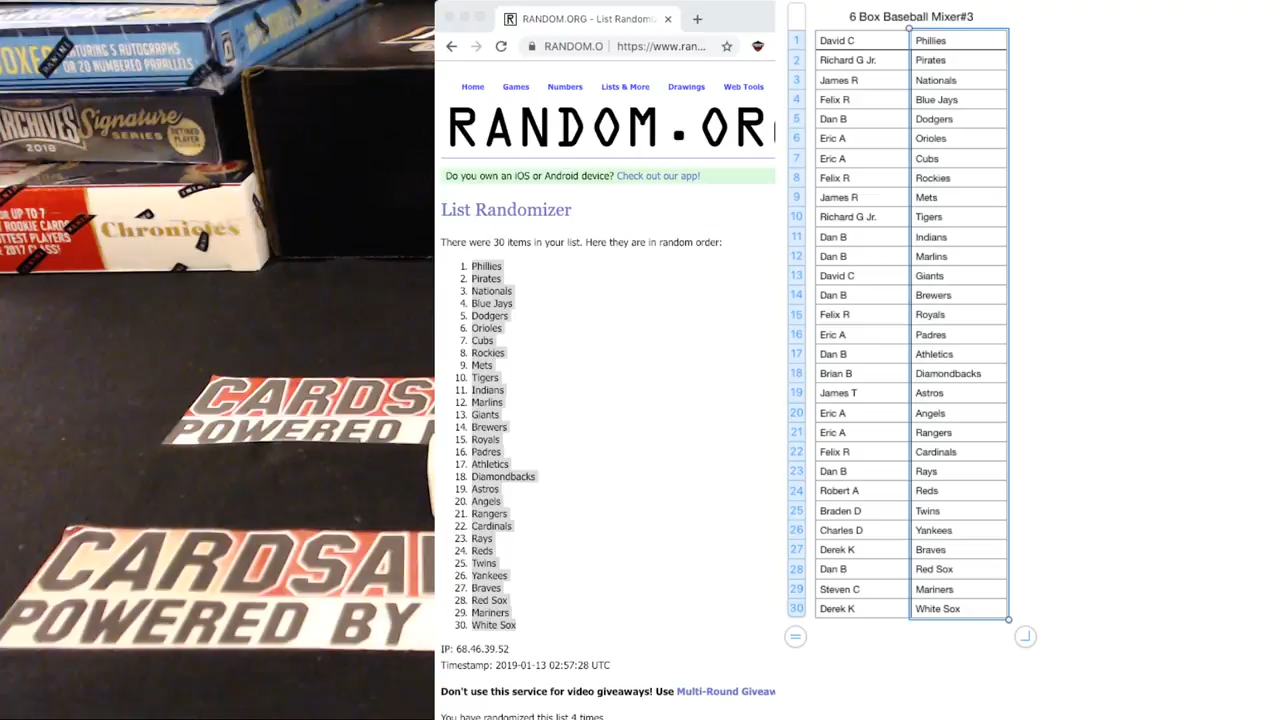 OXES
TURING 5 AUTOGRAPHS
OR 20 NUMBERED PARALLELS
ARCHIVES Signature
SERIES
2018
RETIRED
PLAYER
OR UP TO 7
ROOKIE CARDS
TTEST PLAYERS
2017 CLASS!
Chronicles
CARDSA
POWERED
CARDSA
POWERED BY
RANDOM.ORG - List Randomiz
RANDOM.O https://www.ran...
Home Games Numbers Lists & More Drawings Web Tools
RANDOM.OR
Do you own an iOS or Android device? Check out our app!
List Randomizer
There were 30 items in your list. Here they are in random order:
1. Phillies
2. Pirates
3. Nationals
4. Blue Jays
5. Dodgers
6. Orioles
7. Cubs
8. Rockies
9. Mets
10. Tigers
11. Indians
12. Marlins
13. Giants
14. Brewers
15. Royals
16. Padres
17. Athletics
18. Diamondbacks
19. Astros
20. Angels
21. Rangers
22. Cardinals
23. Rays
24. Reds
25. Twins
26. Yankees
27. Braves
28. Red Sox
29. Mariners
30. White Sox
IP: 68.46.39.52
Timestamp: 2019-01-13 02:57:28 UTC
Don't use this service for video giveaways! Use Multi-Round Giveaw
You have randomized this list 4 times
6 Box Baseball Mixer#3
1 David C Phillies
2 Richard G Jr. Pirates
3 James R Nationals
4 Felix R Blue Jays
5 Dan B Dodgers
6 Eric A Orioles
7 Eric A Cubs
8 Felix R Rockies
9 James R Mets
10 Richard G Jr. Tigers
11 Dan B Indians
12 Dan B Marlins
13 David C Giants
14 Dan B Brewers
15 Felix R Royals
16 Eric A Padres
17 Dan B Athletics
18 Brian B Diamondbacks
19 James T Astros
20 Eric A Angels
21 Eric A Rangers
22 Felix R Cardinals
23 Dan B Rays
24 Robert A Reds
25 Braden D Twins
26 Charles D Yankees
27 Derek K Braves
28 Dan B Red Sox
29 Steven C Mariners
30 Derek K White Sox